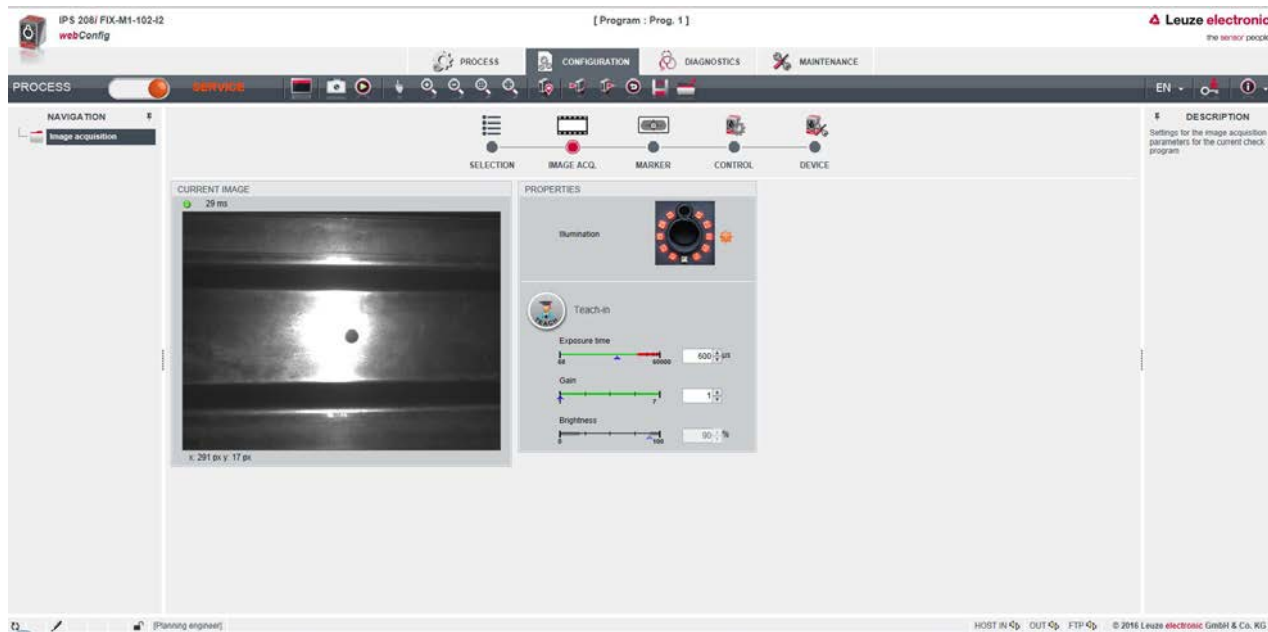 IPS 208i FIX-M1-102-I2
webConfig
[ Program : Prog. 1 ]
Leuze electronic
the sensor people
PROCESS
CONFIGURATION
DIAGNOSTICS
MAINTENANCE
PROCESS
SERVICE
EN
NAVIGATION
Image acquisition
SELECTION
IMAGE ACQ.
MARKER
CONTROL
DEVICE
DESCRIPTION
Settings for the image acquisition
parameters for the current check
program
CURRENT IMAGE
29 ms
x: 291 px y: 17 px
PROPERTIES
Illumination
TEACH
Teach-in
Exposure time
68 60000
600 µs
Gain
1 7
1
Brightness
0 100
90 %
[Planning engineer]
HOST IN OUT FTP
© 2016 Leuze electronic GmbH & Co. KG